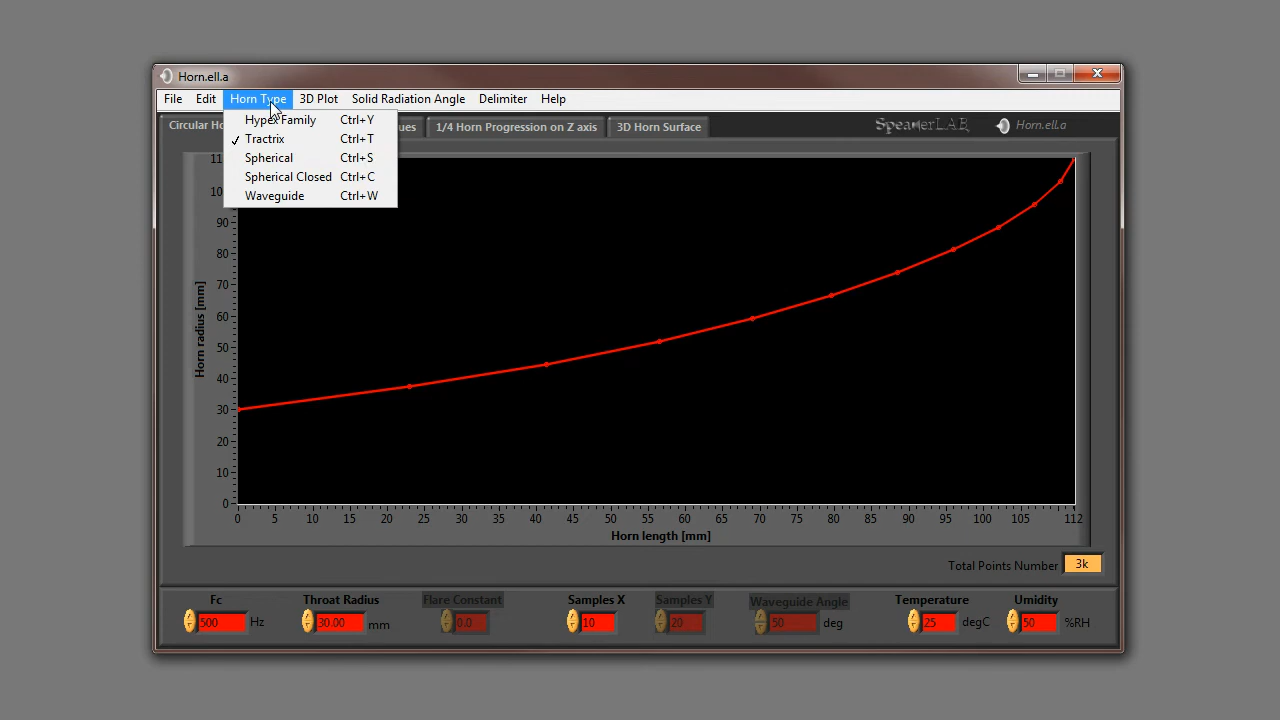 Horn.ell.a
File Edit Horn Type 3D Plot Solid Radiation Angle Delimiter Help
Hypex Family Ctrl+Y
Tractrix Ctrl+T
Spherical Ctrl+S
Spherical Closed Ctrl+C
Waveguide Ctrl+W
Circular 1/4 Horn Progression on Z axis 3D Horn Surface
SpeakerLAB Horn.ell.a
Horn radius [mm]
11
100
90
80
70
60
50
40
30
20
10
0
0 5 10 15 20 25 30 35 40 45 50 55 60 65 70 75 80 85 90 95 100 105 112
Horn length [mm]
Total Points Number 3k
Fc Throat Radius Flare Constant Samples X Samples Y Waveguide Angle Temperature Umidity
500 Hz 30.00 mm 0.0 10 20 50 deg 25 degC 50 %RH